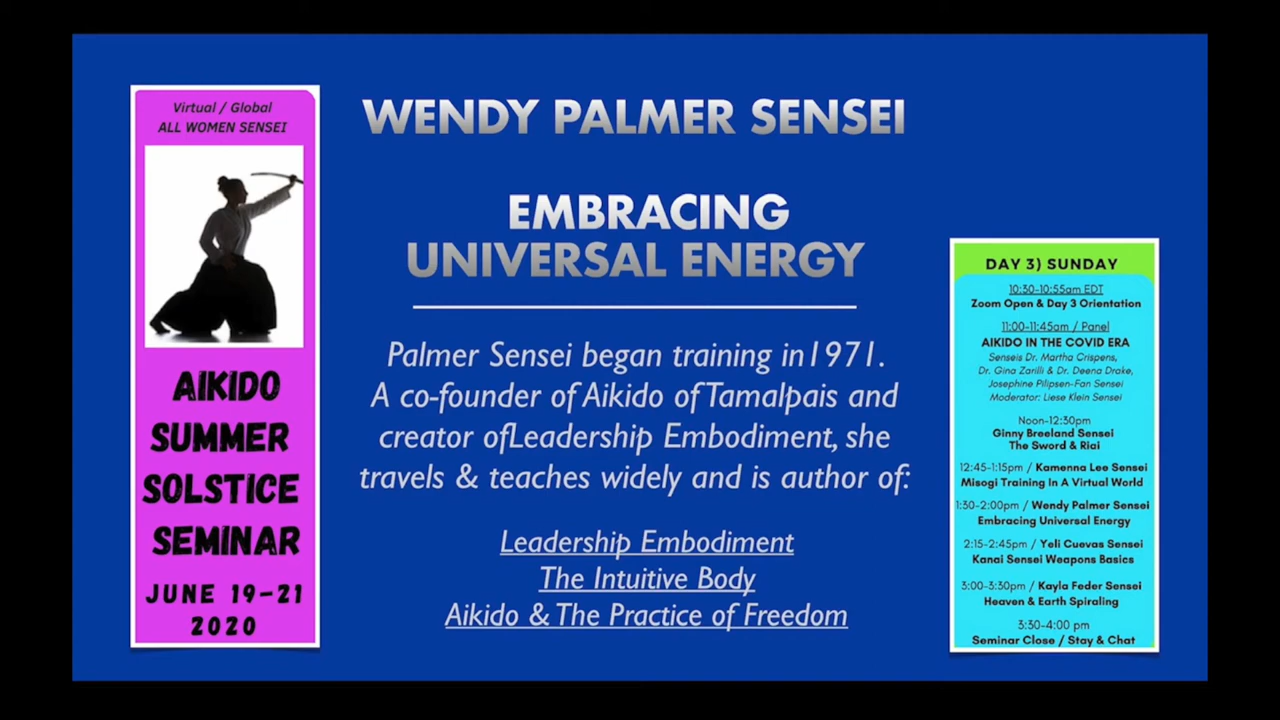 Virtual / Global
ALL WOMEN SENSEI
AIKIDO
SUMMER
SOLSTICE
SEMINAR
JUNE 19-21
2020
WENDY PALMER SENSEI
EMBRACING
UNIVERSAL ENERGY
Palmer Sensei began training in1971.
A co-founder of Aikido of Tamalpais and
creator ofLeadership Embodiment, she
travels & teaches widely and is author of:
Leadership Embodiment
The Intuitive Body
Aikido & The Practice of Freedom
DAY 3) SUNDAY
10:30-10:55am EDT
Zoom Open & Day 3 Orientation
11:00-11:45am / Panel
AIKIDO IN THE COVID ERA
Senseis Dr. Martha Crispens,
Dr. Gina Zarilli & Dr. Deena Drake,
Josephine Pilipsen-Fan Sensei
Moderator: Liese Klein Sensei
Noon-12:30pm
Ginny Breeland Sensei
The Sword & Riai
12:45-1:15pm / Kamenna Lee Sensei
Misogi Training In A Virtual World
1:30-2:00pm / Wendy Palmer Sensei
Embracing Universal Energy
2:15-2:45pm / Yeli Cuevas Sensei
Kanai Sensei Weapons Basics
3:00-3:30pm / Kayla Feder Sensei
Heaven & Earth Spiraling
3:30-4:00 pm
Seminar Close / Stay & Chat